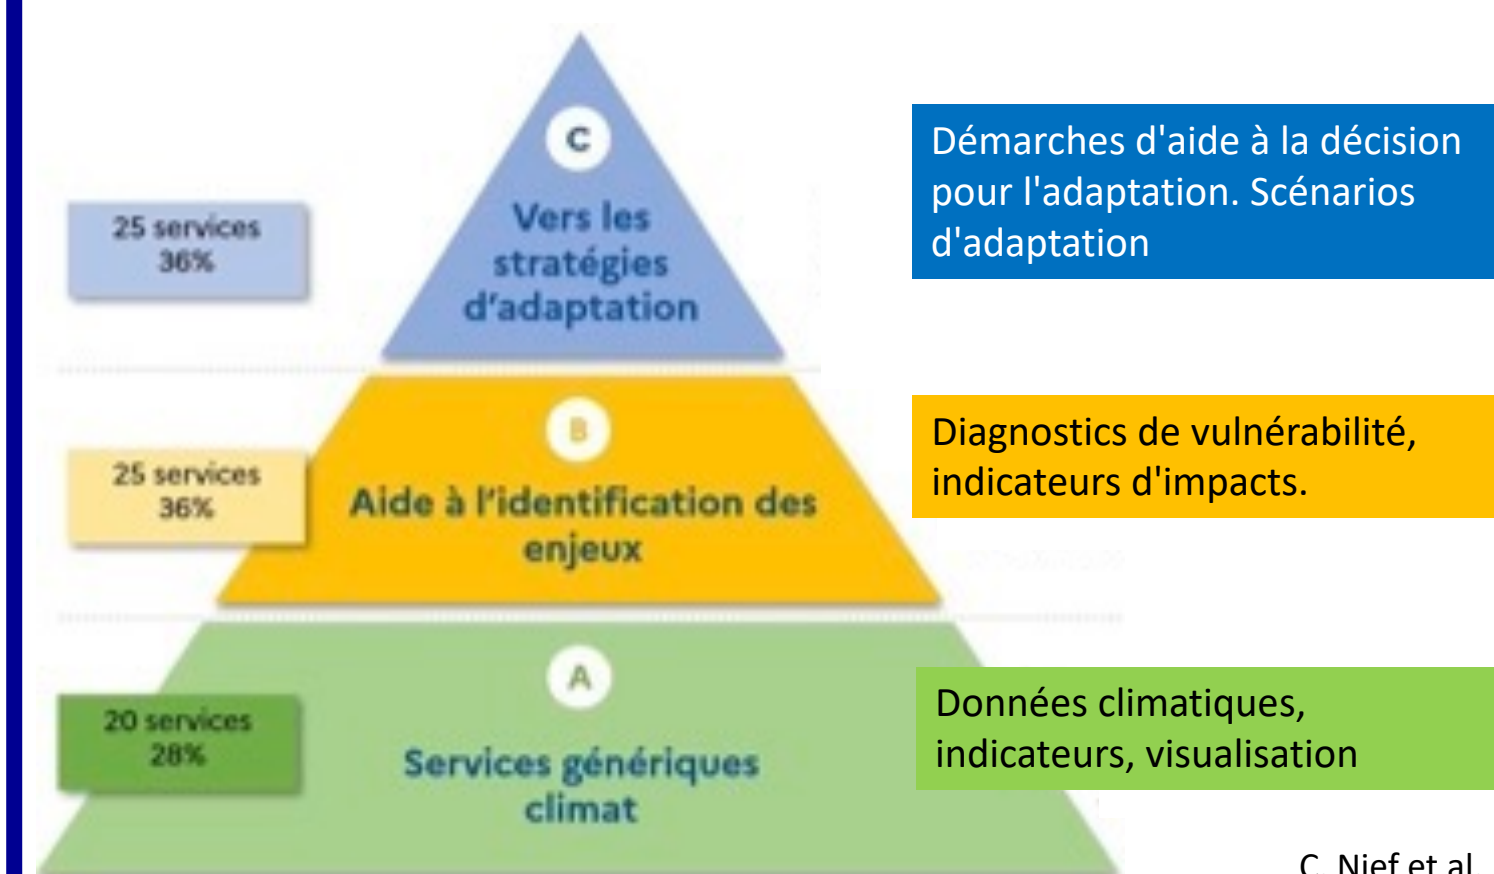 C
Vers les
stratégies
d'adaptation
25 services
36%
Démarches d'aide à la décision
pour l'adaptation. Scénarios
d'adaptation
B
Aide à l'identification des
enjeux
25 services
36%
Diagnostics de vulnérabilité,
indicateurs d'impacts.
A
Services génériques
climat
20 services
28%
Données climatiques,
indicateurs, visualisation
C. Nief et al